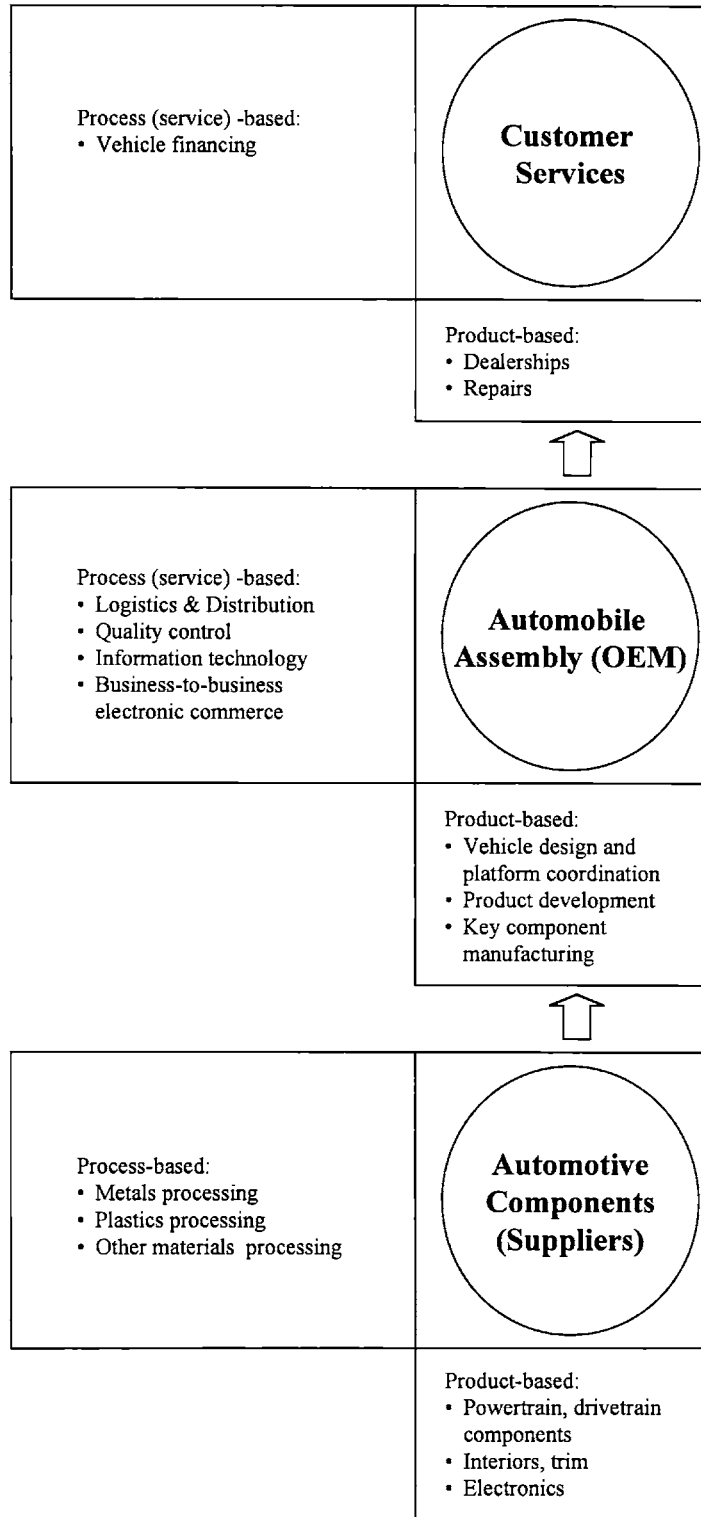 Process (service) -based:
• Vehicle financing
Customer
Services
Product-based:
• Dealerships
• Repairs
Process (service) -based:
• Logistics & Distribution
• Quality control
• Information technology
• Business-to-business
electronic commerce
Automobile
Assembly (OEM)
Product-based:
• Vehicle design and
platform coordination
• Product development
• Key component
manufacturing
Process-based:
• Metals processing
• Plastics processing
• Other materials processing
Automotive
Components
(Suppliers)
Product-based:
• Powertrain, drivetrain
components
• Interiors, trim
• Electronics